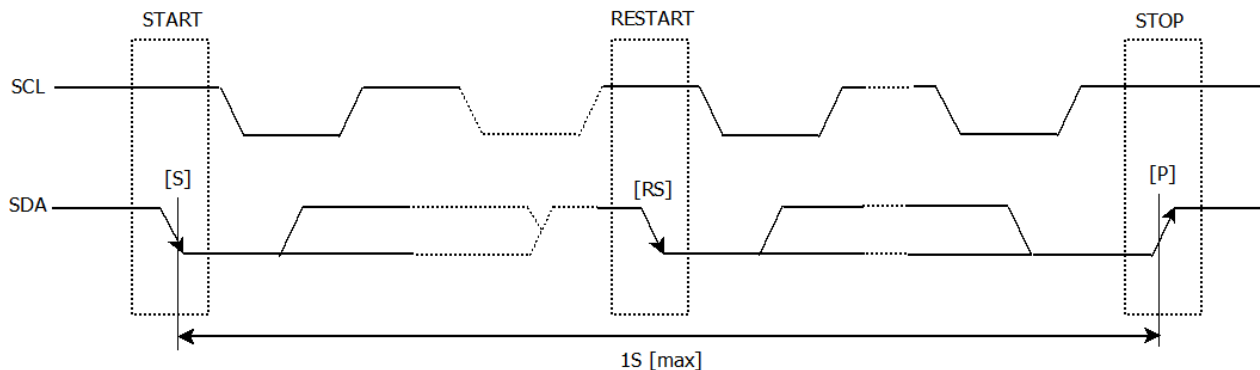 START
RESTART
STOP
SCL
[S]
[RS]
[P]
SDA
1S [max]